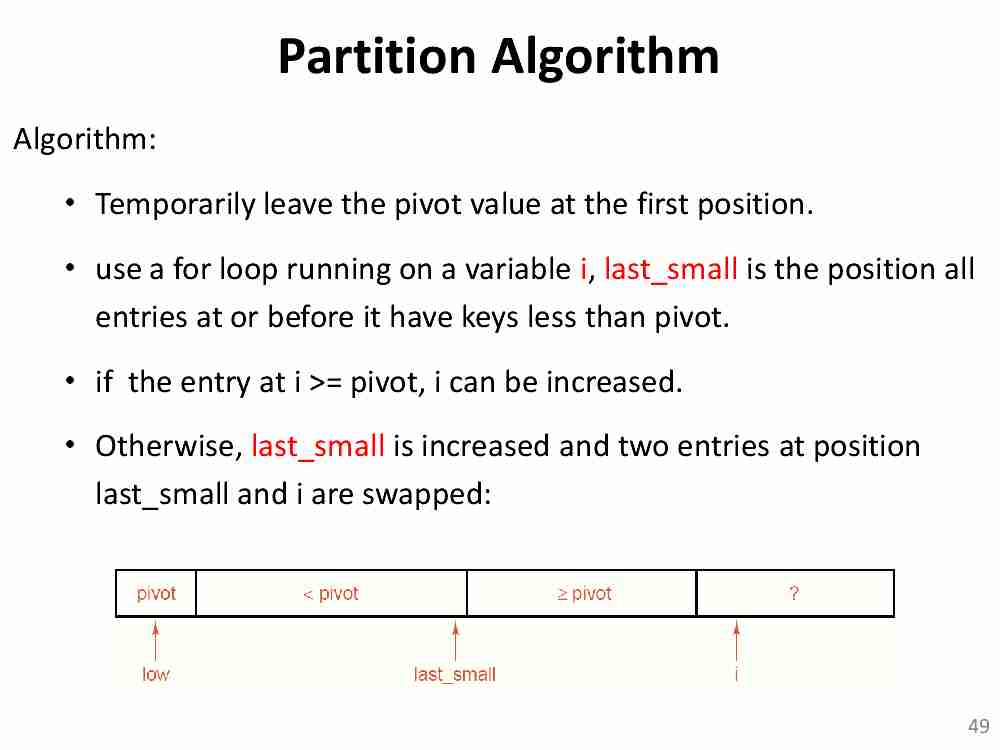 Partition Algorithm
Algorithm:
• Temporarily leave the pivot value at the first position.
• use a for loop running on a variable i, last_small is the position all
entries at or before it have keys less than pivot.
• if  the entry at i >= pivot, i can be increased.
• Otherwise, last_small is increased and two entries at position
last_small and i are swapped:
pivot < pivot ≥ pivot ?
low last_small i
49